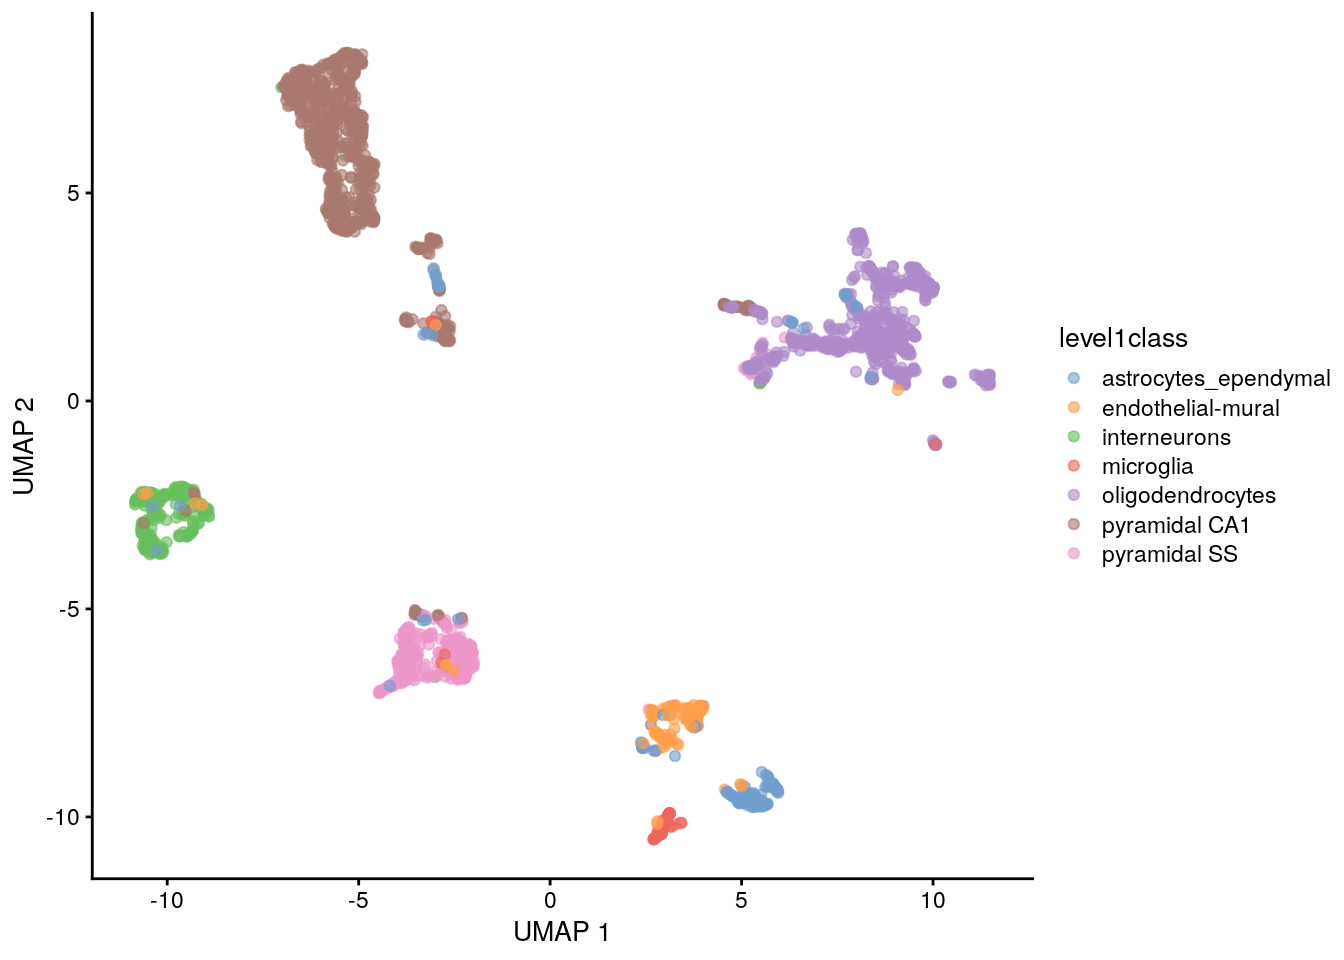 UMAP 2
5
0
-5
-10
-10
-5
0
5
10
UMAP 1
level1class
astrocytes_ependymal
endothelial-mural
interneurons
microglia
oligodendrocytes
pyramidal CA1
pyramidal SS